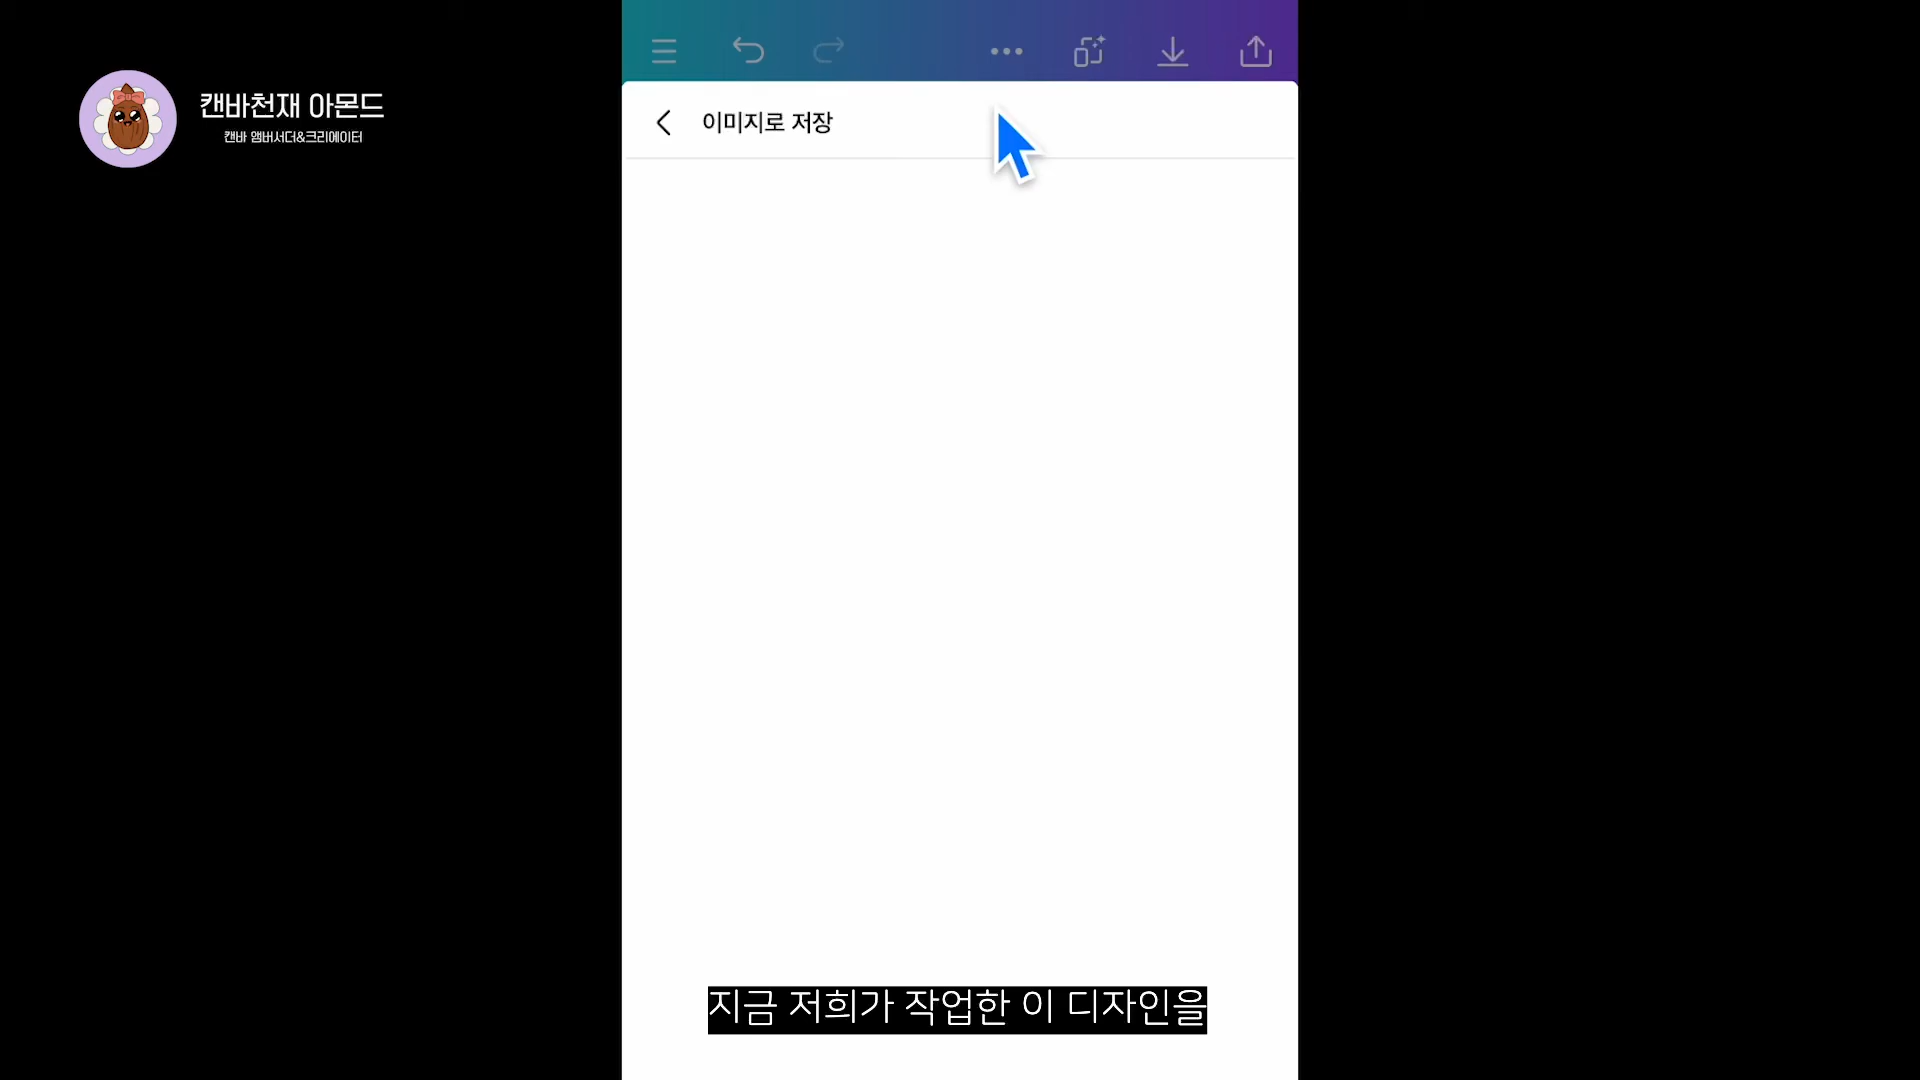 캔바천재 아몬드
캔바 앰버서더&크리에이터
이미지로 저장
지금 저희가 작업한 이 디자인을